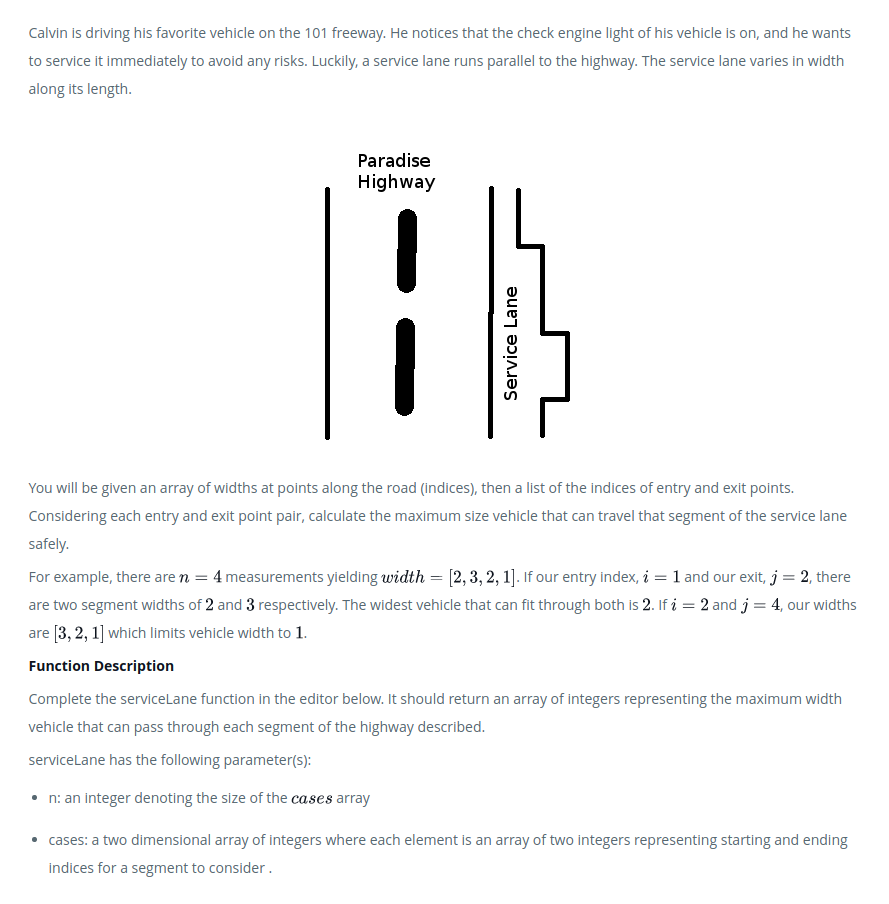 Calvin is driving his favorite vehicle on the 101 freeway. He notices that the check engine light of his vehicle is on, and he wants
to service it immediately to avoid any risks. Luckily, a service lane runs parallel to the highway. The service lane varies in width
along its length.
Paradise
Highway
Service Lane
You will be given an array of widths at points along the road (indices), then a list of the indices of entry and exit points.
Considering each entry and exit point pair, calculate the maximum size vehicle that can travel that segment of the service lane
safely.
For example, there are n = 4 measurements yielding width = [2, 3, 2, 1]. If our entry index, i = 1 and our exit, j = 2, there
are two segment widths of 2 and 3 respectively. The widest vehicle that can fit through both is 2. If i = 2 and j = 4, our widths
are [3, 2, 1] which limits vehicle width to 1.
Function Description
Complete the serviceLane function in the editor below. It should return an array of integers representing the maximum width
vehicle that can pass through each segment of the highway described.
serviceLane has the following parameter(s):
• n: an integer denoting the size of the cases array
• cases: a two dimensional array of integers where each element is an array of two integers representing starting and ending
indices for a segment to consider .